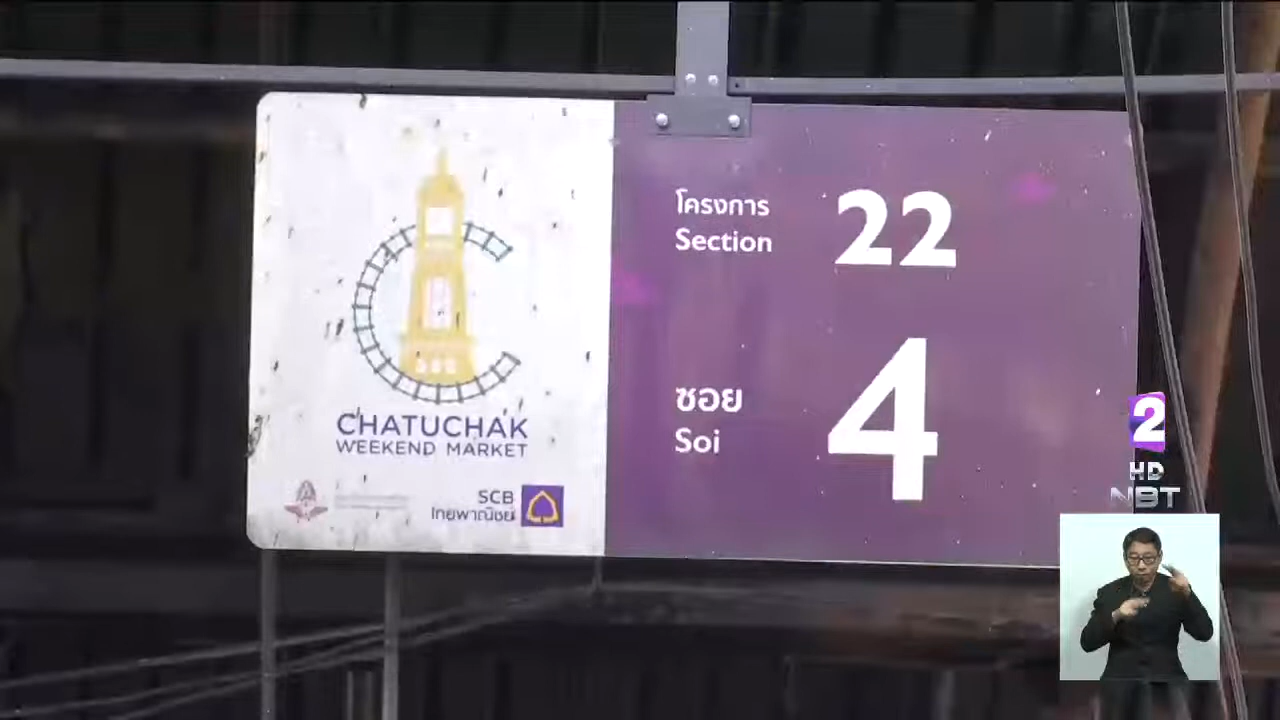 CHATUCHAK
WEEKEND MARKET
SCB
ไทยพาณิชย์
โครงการ
Section 22
ซอย
Soi 4
2
HD
NBT